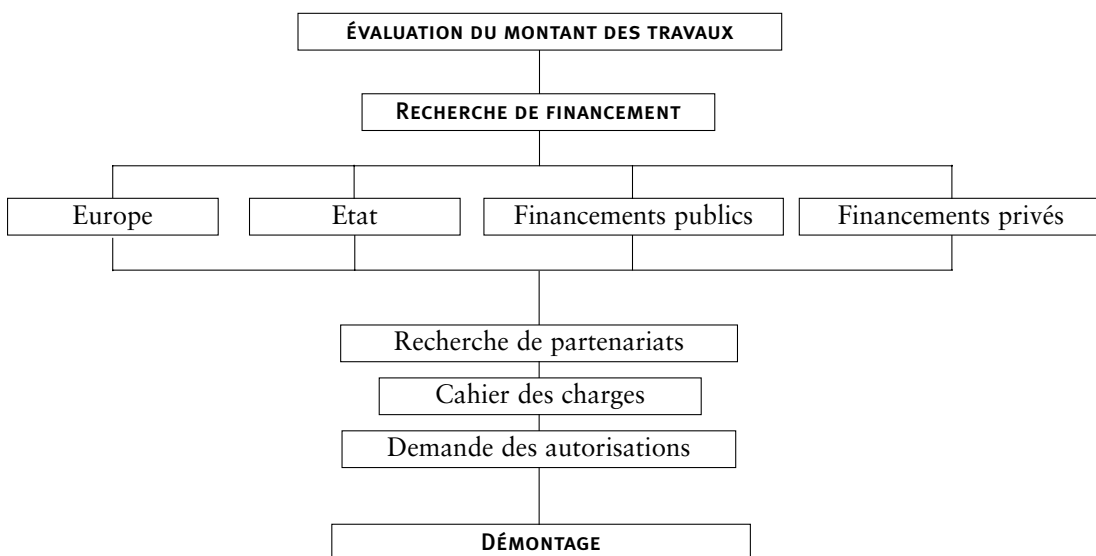 ÉVALUATION DU MONTANT DES TRAVAUX
RECHERCHE DE FINANCEMENT
Europe
Etat
Financements publics
Financements privés
Recherche de partenariats
Cahier des charges
Demande des autorisations
DÉMONTAGE